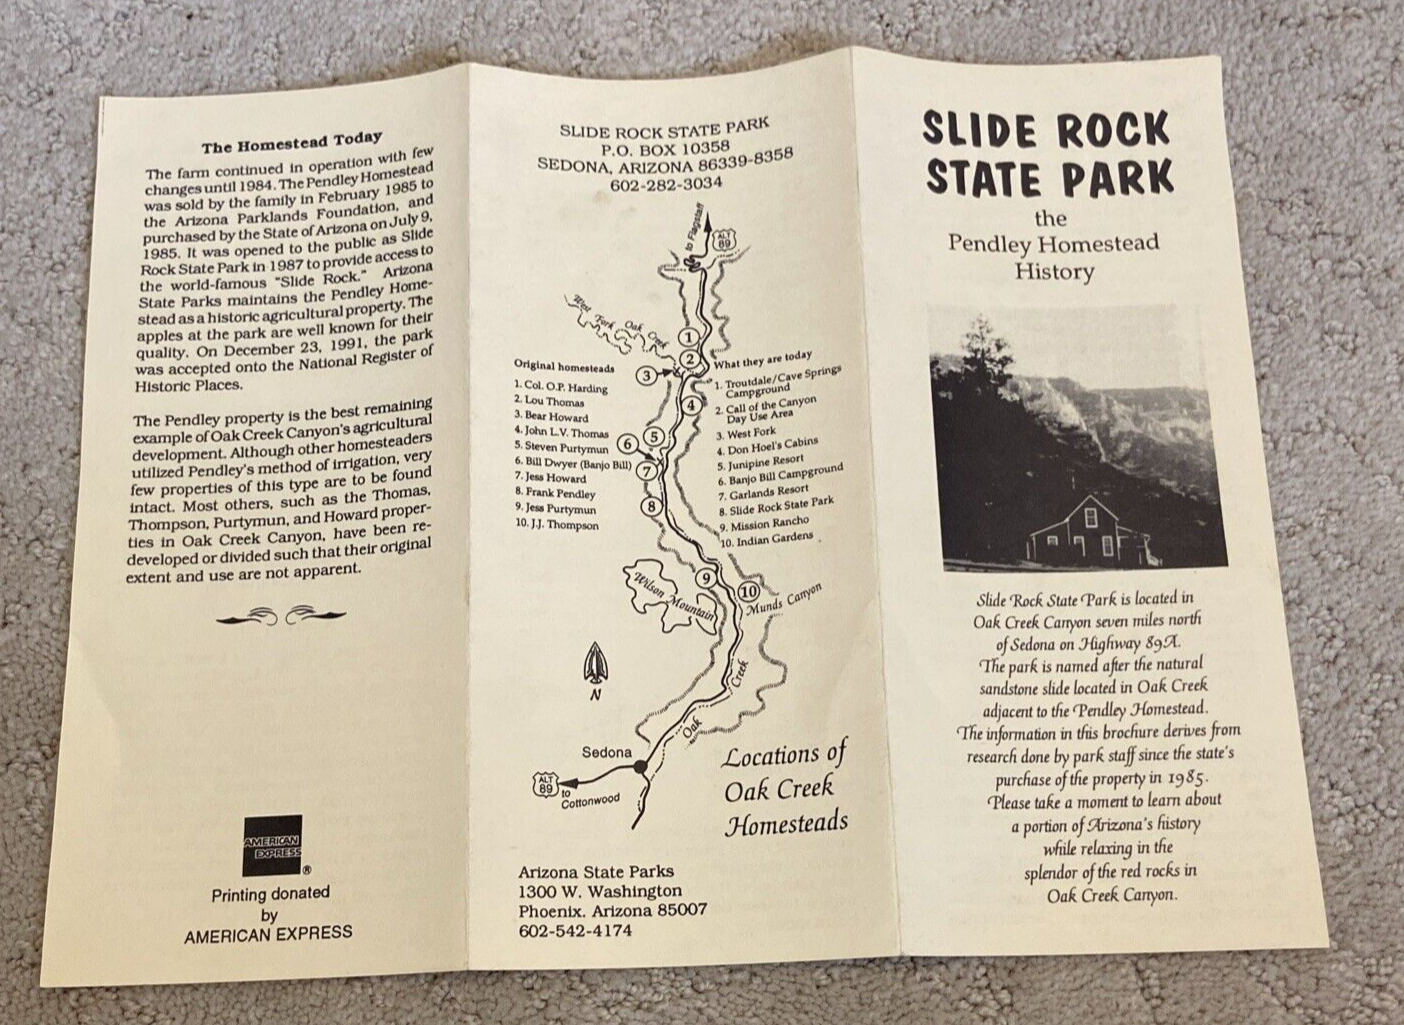 The Homestead Today
The farm continued in operation with few
changes until 1984. The Pendley Homestead
was sold by the family in February 1985 to
the Arizona Parklands Foundation, and
purchased by the State of Arizona on July 9,
1985. It was opened to the public as Slide
Rock State Park in 1987 to provide access to
the world-famous "Slide Rock." Arizona
State Parks maintains the Pendley Home-
stead as a historic agricultural property. The
apples at the park are well known for their
quality. On December 23, 1991, the park
was accepted onto the National Register of
Historic Places.
The Pendley property is the best remaining
example of Oak Creek Canyon's agricultural
development. Although other homesteaders
utilized Pendley's method of irrigation, very
few properties of this type are to be found
intact. Most others, such as the Thomas,
Thompson, Purtymun, and Howard proper-
ties in Oak Creek Canyon, have been re-
developed or divided such that their original
extent and use are not apparent.
AMERICAN
EXPRESS
®
Printing donated
by
AMERICAN EXPRESS
SLIDE ROCK STATE PARK
P.O. BOX 10358
SEDONA, ARIZONA 86339-8358
602-282-3034
to Flagstaff
ALT
89
West Fork Oak Creek
1
2
3
4
5
6
7
8
9
10
Original homesteads
1. Col. O.P. Harding
2. Lou Thomas
3. Bear Howard
4. John L.V. Thomas
5. Steven Purtymun
6. Bill Dwyer (Banjo Bill)
7. Jess Howard
8. Frank Pendley
9. Jess Purtymun
10. J.J. Thompson
What they are today
1. Troutdale/Cave Springs
Campground
2. Call of the Canyon
Day Use Area
3. West Fork
4. Don Hoel's Cabins
5. Junipine Resort
6. Banjo Bill Campground
7. Garlands Resort
8. Slide Rock State Park
9. Mission Rancho
10. Indian Gardens
Wilson Mountain
Munds Canyon
N
Oak Creek
Sedona
ALT
89
to
Cottonwood
Locations of
Oak Creek
Homesteads
Arizona State Parks
1300 W. Washington
Phoenix. Arizona 85007
602-542-4174
SLIDE ROCK
STATE PARK
the
Pendley Homestead
History
Slide Rock State Park is located in
Oak Creek Canyon seven miles north
of Sedona on Highway 89A.
The park is named after the natural
sandstone slide located in Oak Creek
adjacent to the Pendley Homestead.
The information in this brochure derives from
research done by park staff since the state's
purchase of the property in 1985.
Please take a moment to learn about
a portion of Arizona's history
while relaxing in the
splendor of the red rocks in
Oak Creek Canyon.